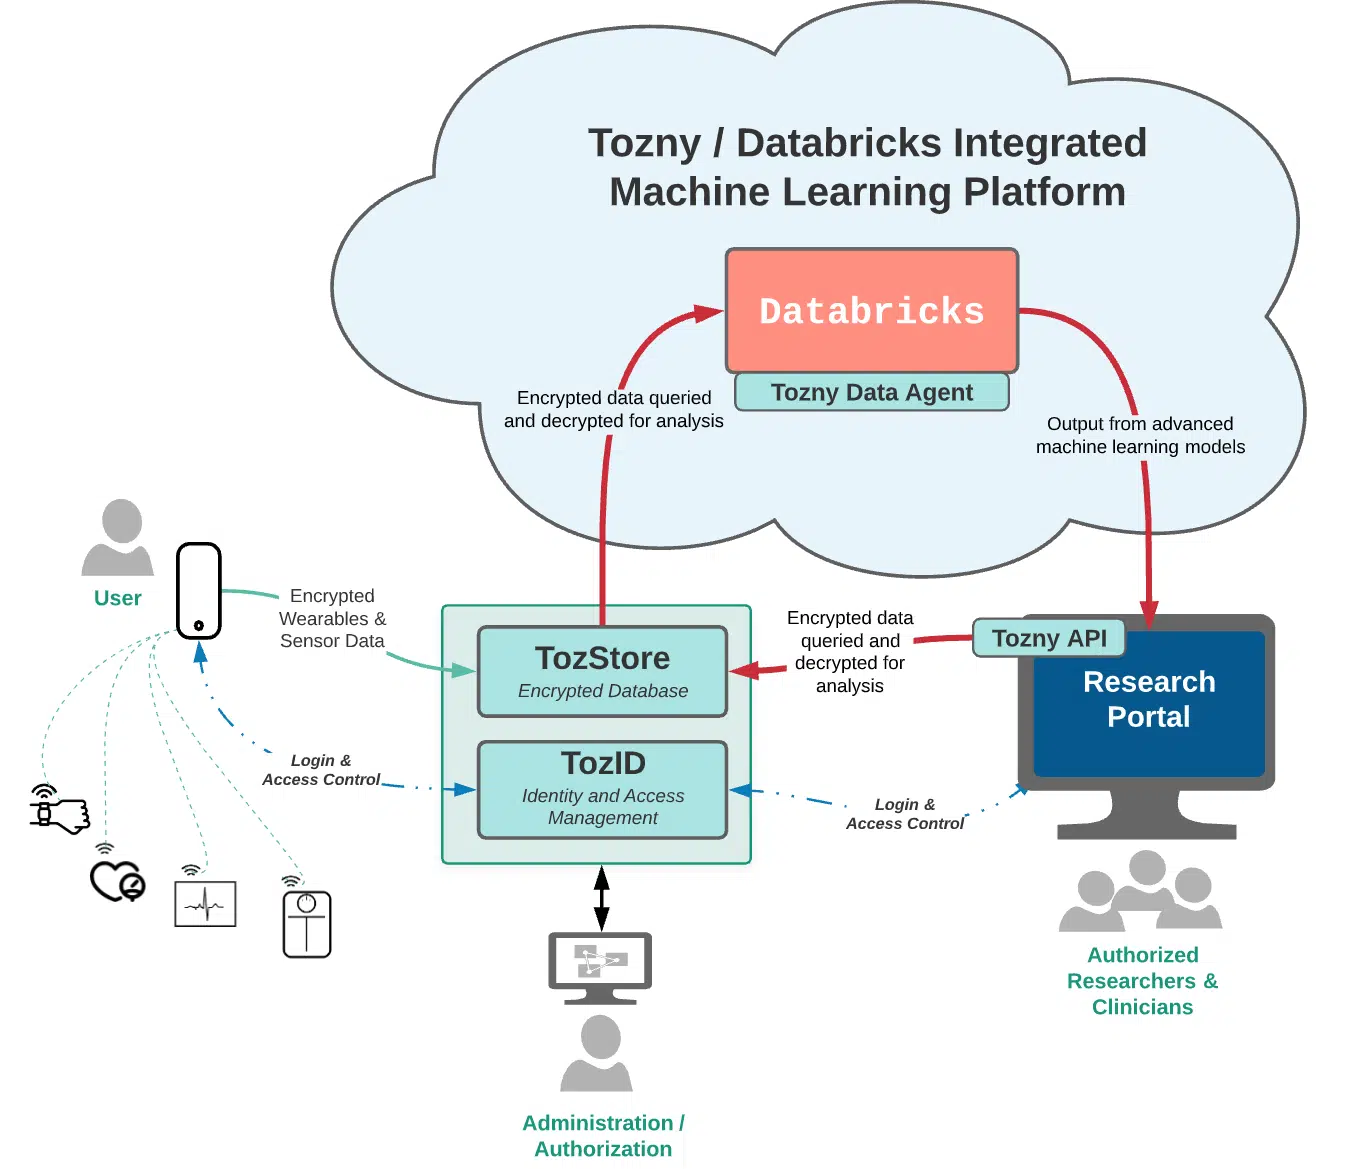 Tozny / Databricks Integrated
Machine Learning Platform
Databricks
Tozny Data Agent
Encrypted data queried
and decrypted for analysis
Output from advanced
machine learning models
User
Encrypted
Wearables &
Sensor Data
TozStore
Encrypted Database
Encrypted data
queried and
decrypted for
analysis
Tozny API
Research
Portal
Login &
Access Control
TozID
Identity and Access
Management
Login &
Access Control
Authorized
Researchers &
Clinicians
Administration /
Authorization